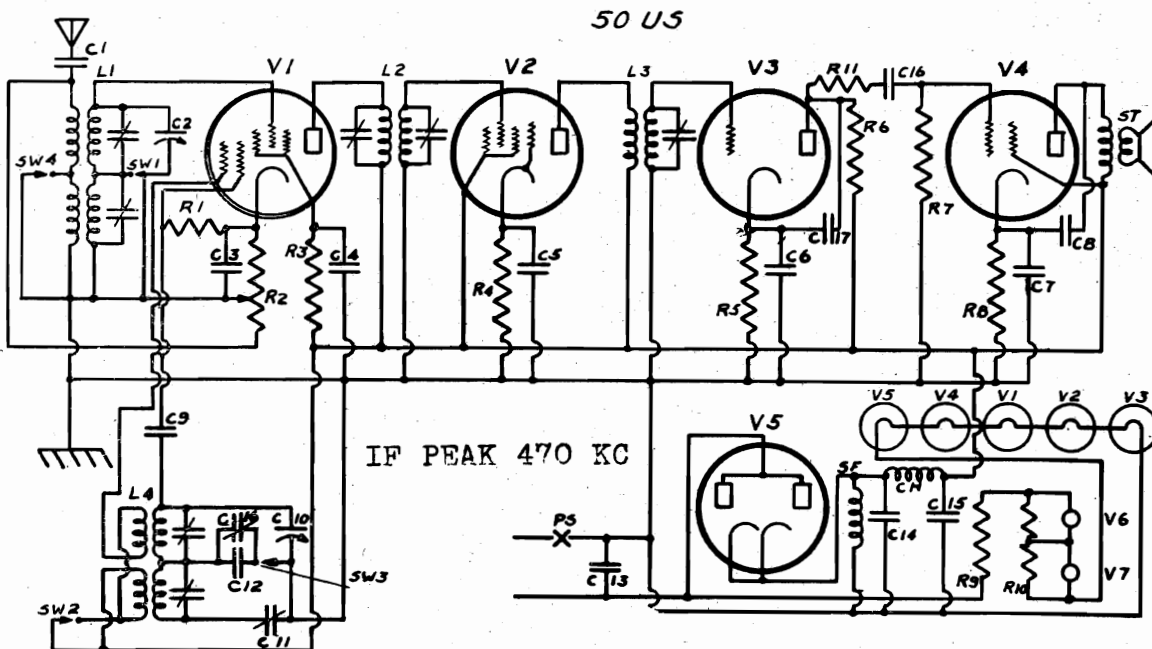 50 US
C1
L1
V1
L2
V2
L3
V3
R11
C16
V4
C2
R6
ST
SW4
SW1
R7
R1
C3
R2
R3
C4
R4
C5
R5
C6
C17
R8
C7
C8
C9
IF PEAK 470 KC
V5
V5
V4
V1
V2
V3
SF
CH
L4
C10
PS
C14
C15
V6
C12
SW3
C13
R9
R10
V7
SW2
C11